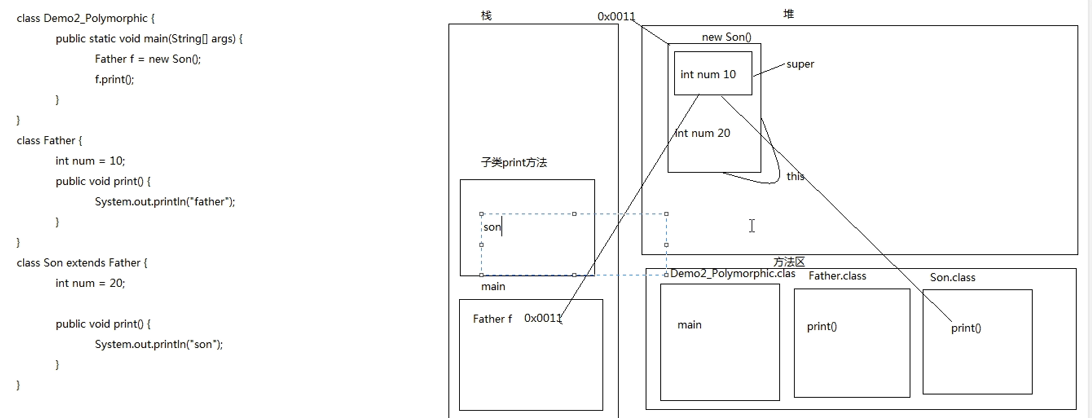 class Demo2_Polymorphic {
public static void main(String[] args) {
Father f = new Son();
f.print();
}
}
class Father {
int num = 10;
public void print() {
System.out.println("father");
}
}
class Son extends Father {
int num = 20;
public void print() {
System.out.println("son");
}
}
栈
子类print方法
son
main
Father f 0x0011
0x0011
堆
new Son()
int num 10
super
int num 20
this
方法区
Demo2_Polymorphic.clas
main
Father.class
print()
Son.class
print()